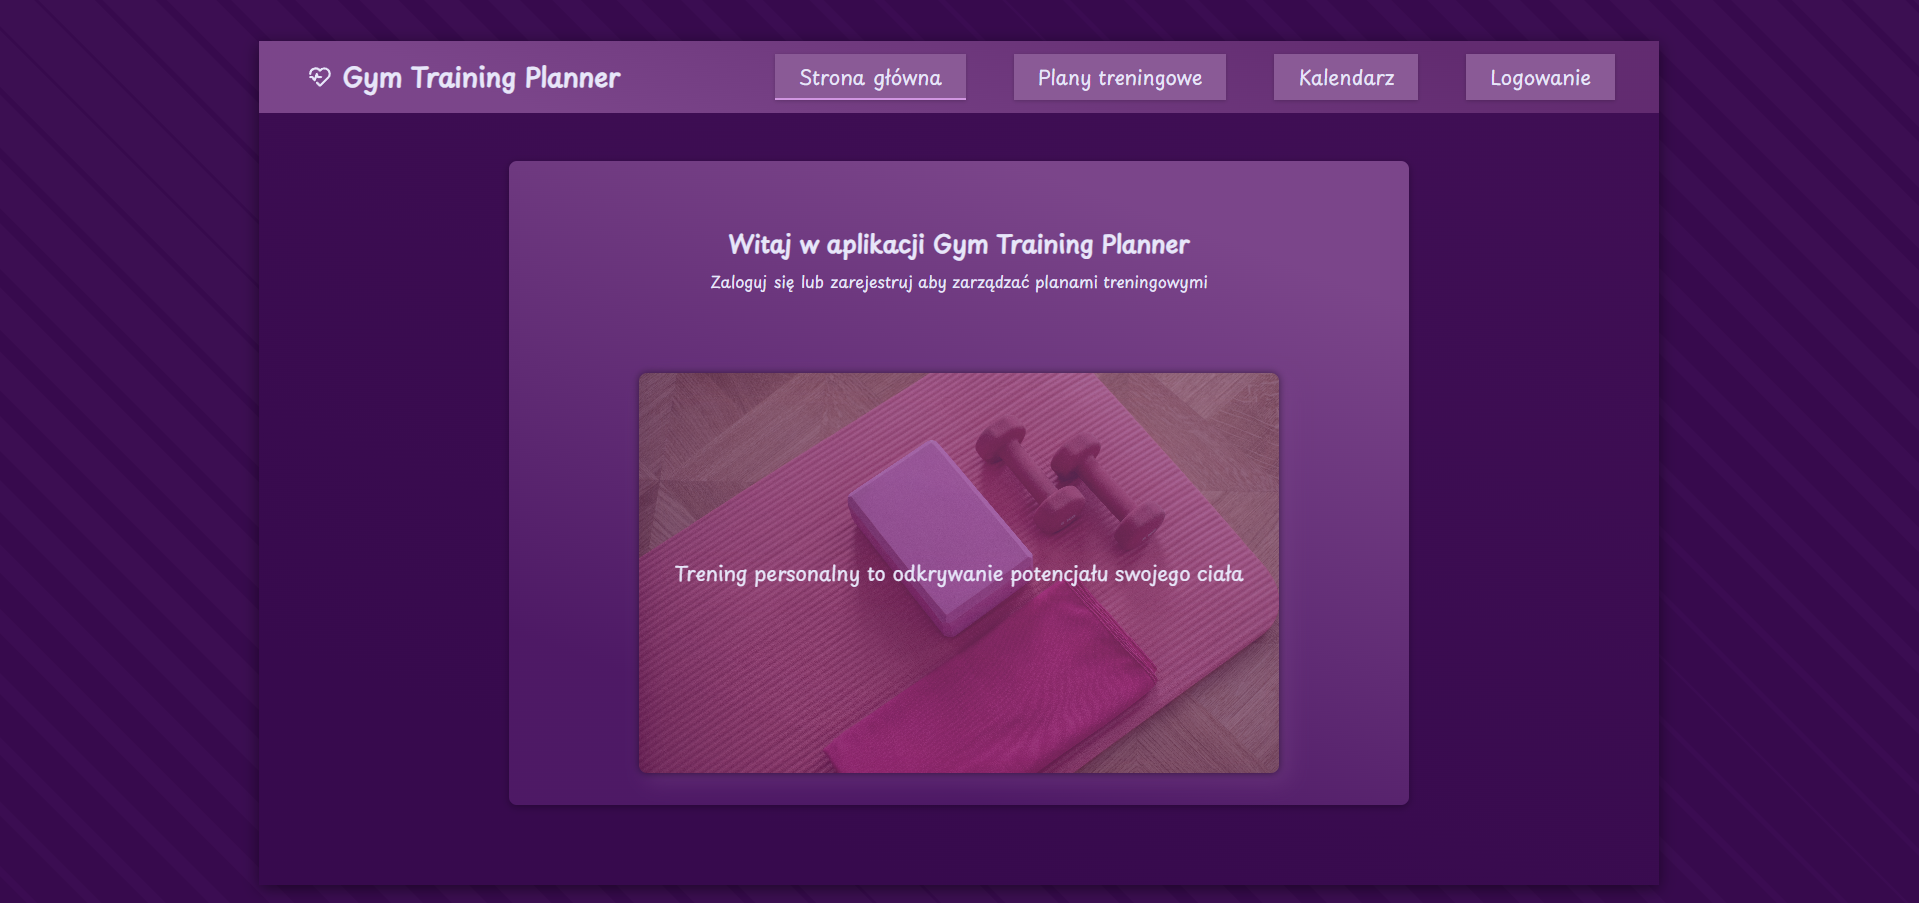 Gym Training Planner
Strona główna
Plany treningowe
Kalendarz
Logowanie
Witaj w aplikacji Gym Training Planner
Zaloguj się lub zarejestruj aby zarządzać planami treningowymi
Trening personalny to odkrywanie potencjału swojego ciała